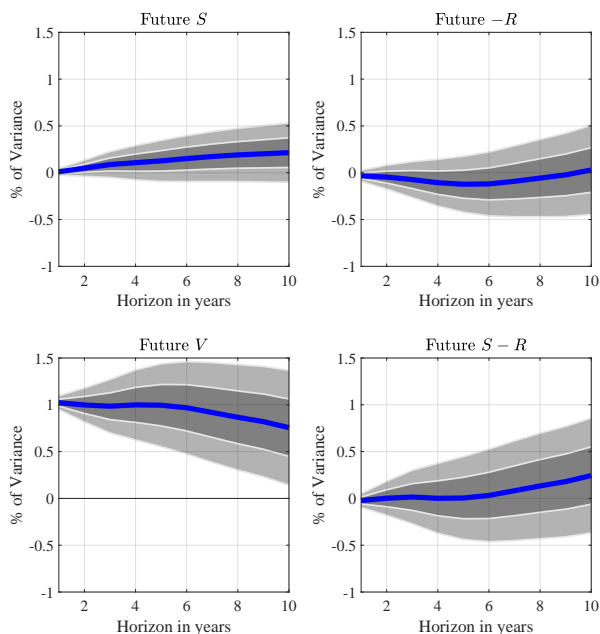 Future S
% of Variance
1.5
1
0.5
0
-0.5
-1
2 4 6 8 10
Horizon in years
Future −R
% of Variance
1.5
1
0.5
0
-0.5
-1
2 4 6 8 10
Horizon in years
Future V
% of Variance
1.5
1
0.5
0
-0.5
-1
2 4 6 8 10
Horizon in years
Future S − R
% of Variance
1.5
1
0.5
0
-0.5
-1
2 4 6 8 10
Horizon in years